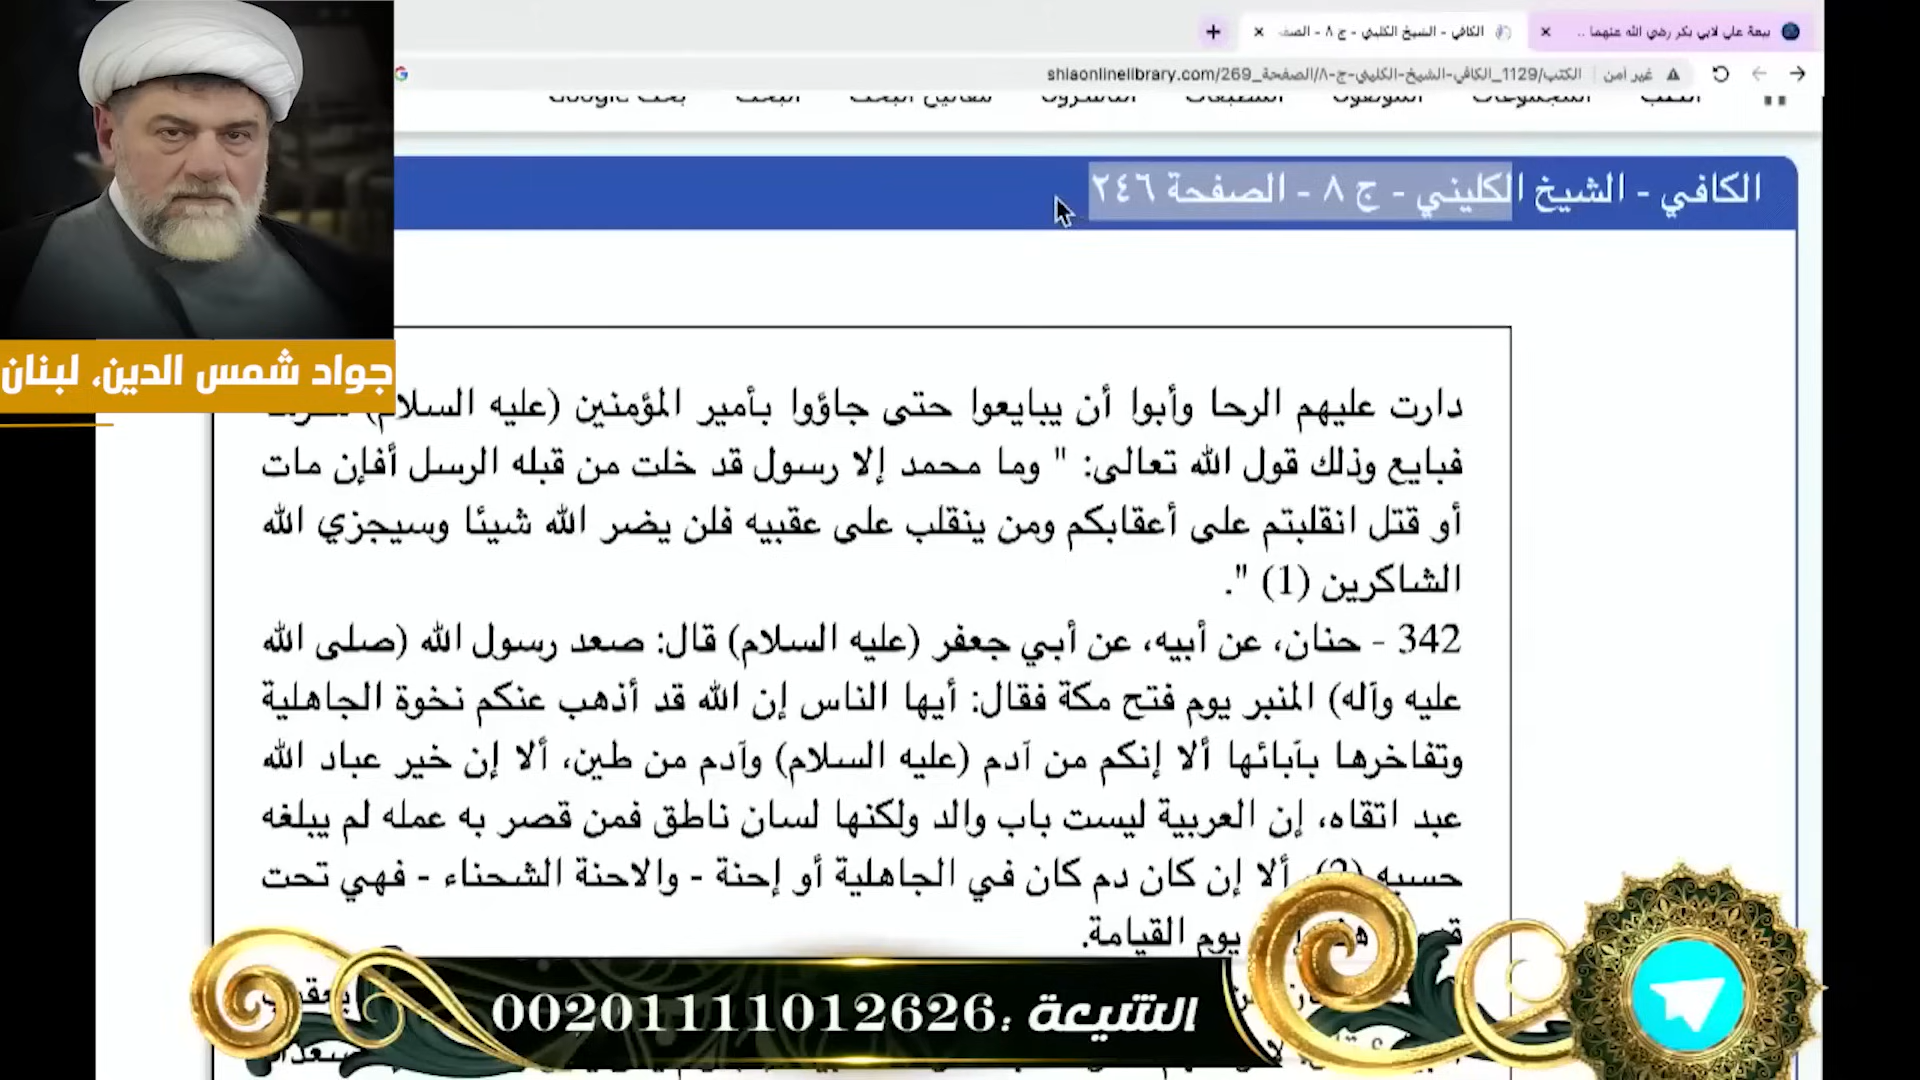 بيعة علي لابي بكر رضي الله عنهما ..
الكافي - الشيخ الكليني - ج ٨ - الصف
غير آمن
shiaonlinelibrary.com/الكتب/1129_الكافي-الشيخ-الكليني-ج-٨/الصفحة_269
الكافي - الشيخ الكليني - ج ٨ - الصفحة ٢٤٦
جواد شمس الدين، لبنان
دارت عليهم الرحا وأبوا أن يبايعوا حتى جاؤوا بأمير المؤمنين (عليه السلام)
فبايع وذلك قول الله تعالى: " وما محمد إلا رسول قد خلت من قبله الرسل أفإن مات
أو قتل انقلبتم على أعقابكم ومن ينقلب على عقبيه فلن يضر الله شيئا وسيجزي الله
الشاكرين (1) ".
342 - حنان، عن أبيه، عن أبي جعفر (عليه السلام) قال: صعد رسول الله (صلى الله
عليه وآله) المنبر يوم فتح مكة فقال: أيها الناس إن الله قد أذهب عنكم نخوة الجاهلية
وتفاخرها بآبائها ألا إنكم من آدم (عليه السلام) وآدم من طين، ألا إن خير عباد الله
عبد اتقاه، إن العربية ليست باب والد ولكنها لسان ناطق فمن قصر به عمله لم يبلغه
حسبه (2)، ألا إن كان دم كان في الجاهلية أو إحنة - والاحنة الشحناء - فهي تحت
يوم القيامة.
الشيعة :00201111012626